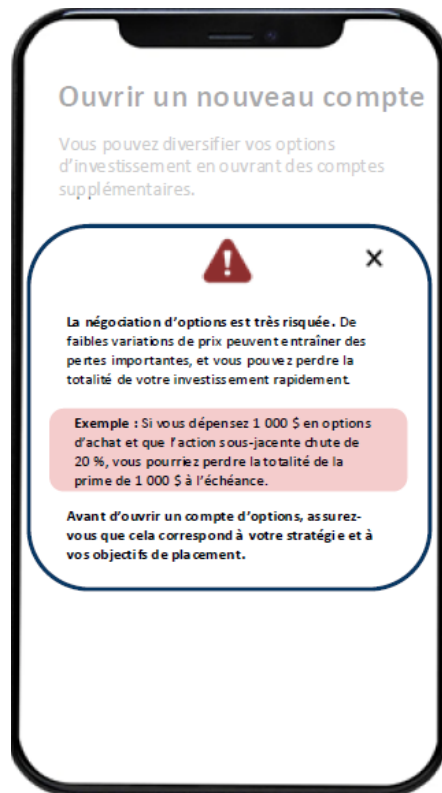 Ouvrir un nouveau compte
Vous pouvez diversifier vos options
d'investissement en ouvrant des comptes
supplémentaires.
La négociation d'options est très risquée. De
faibles variations de prix peuvent entraîner des
pertes importantes, et vous pouvez perdre la
totalité de votre investissement rapidement.
Exemple : Si vous dépensez 1 000 $ en options
d'achat et que l'action sous-jacente chute de
20 %, vous pourriez perdre la totalité de la
prime de 1 000 $ à l'échéance.
Avant d'ouvrir un compte d'options, assurez-
vous que cela correspond à votre stratégie et à
vos objectifs de placement.